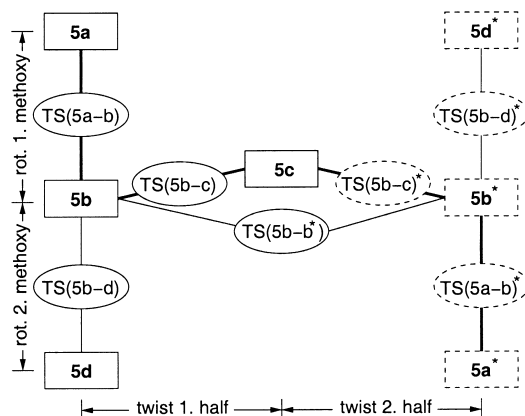 5a
5d*
rot. 1. methoxy
TS(5a–b)
TS(5b–d)*
5c
TS(5b–c)
TS(5b–c)*
5b
5b*
TS(5b–b*)
rot. 2. methoxy
TS(5b–d)
TS(5a–b)*
5d
5a*
twist 1. half
twist 2. half